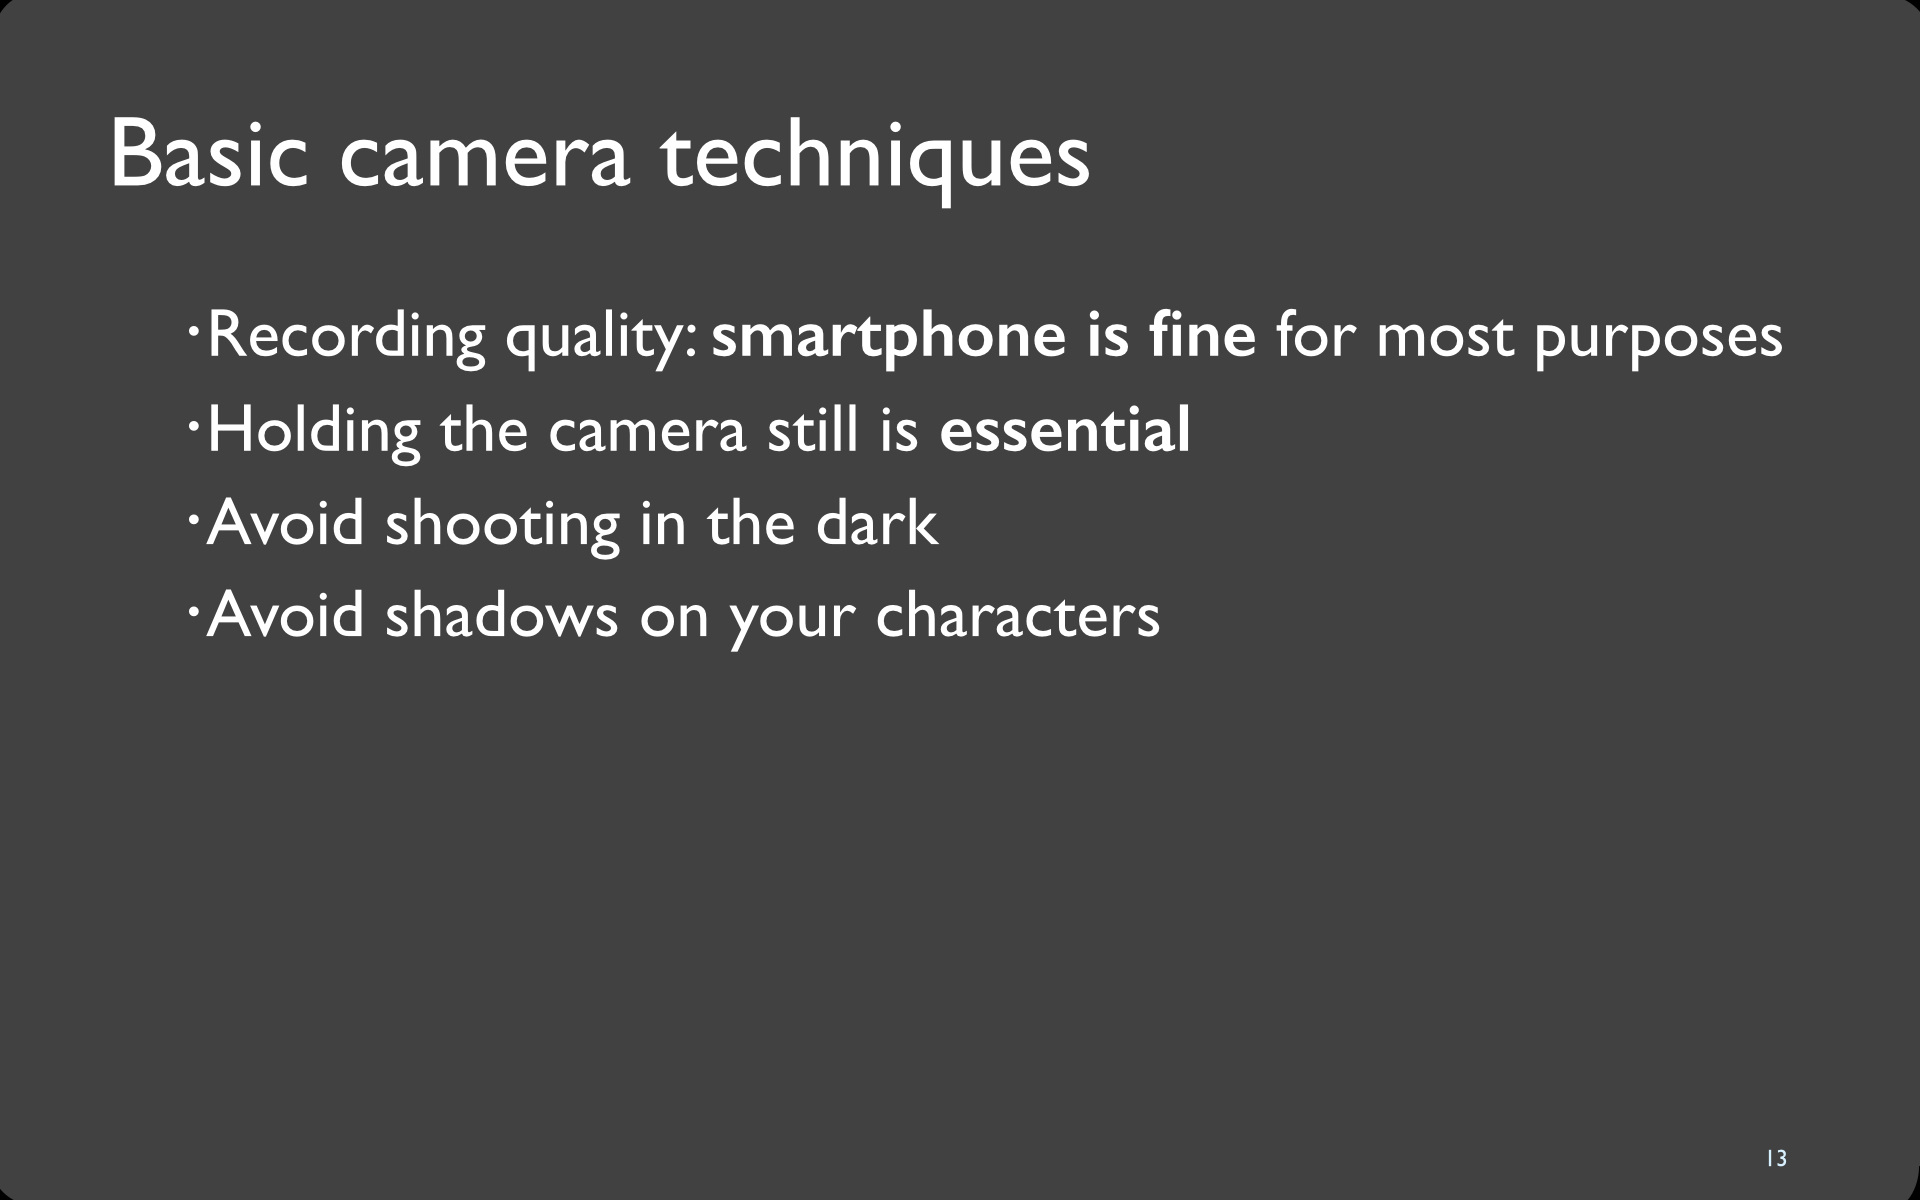 Basic camera techniques
· Recording quality: smartphone is fine for most purposes
· Holding the camera still is essential
· Avoid shooting in the dark
· Avoid shadows on your characters
13